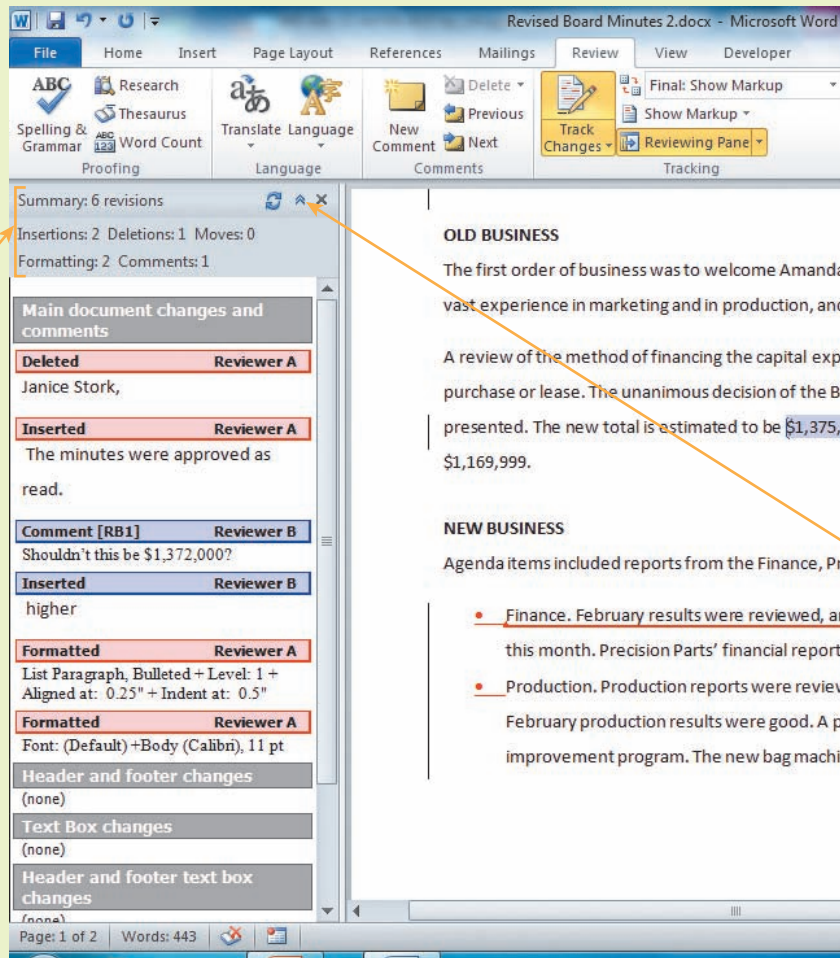 W
Revised Board Minutes 2.docx - Microsoft Word
File Home Insert Page Layout References Mailings Review View Developer
ABC Research Delete Final: Show Markup
Thesaurus Previous Show Markup
Spelling & Grammar ABC 123 Word Count Translate Language New Comment Next Track Changes Reviewing Pane
Proofing Language Comments Tracking
Summary: 6 revisions
Insertions: 2 Deletions: 1 Moves: 0
Formatting: 2 Comments: 1
Main document changes and
comments
Deleted Reviewer A
Janice Stork,
Inserted Reviewer A
The minutes were approved as
read.
Comment [RB1] Reviewer B
Shouldn't this be $1,372,000?
Inserted Reviewer B
higher
Formatted Reviewer A
List Paragraph, Bulleted + Level: 1 +
Aligned at: 0.25" + Indent at: 0.5"
Formatted Reviewer A
Font: (Default) +Body (Calibri), 11 pt
Header and footer changes
(none)
Text Box changes
(none)
Header and footer text box
changes
(none)
OLD BUSINESS
The first order of business was to welcome Amanda
vast experience in marketing and in production, and
A review of the method of financing the capital exp
purchase or lease. The unanimous decision of the B
presented. The new total is estimated to be $1,375,
$1,169,999.
NEW BUSINESS
Agenda items included reports from the Finance, Pr
• Finance. February results were reviewed, a
this month. Precision Parts' financial report
• Production. Production reports were review
February production results were good. A p
improvement program. The new bag machi
Page: 1 of 2 Words: 443